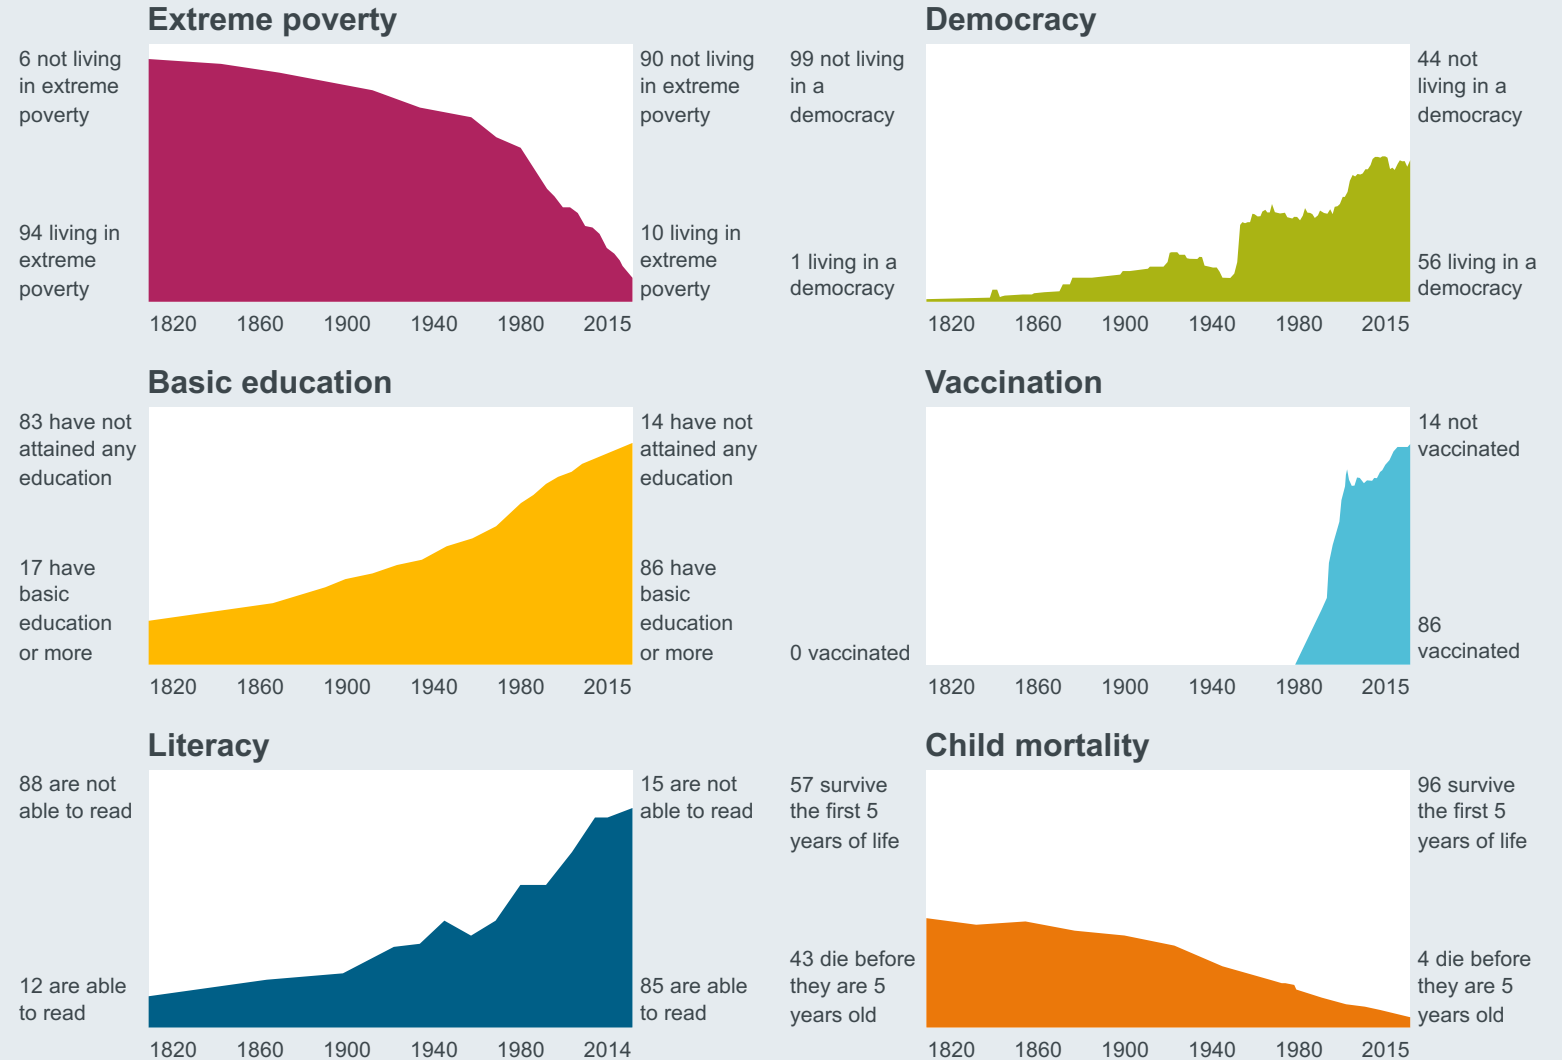 Extreme poverty
6 not living
in extreme
poverty
94 living in
extreme
poverty
90 not living
in extreme
poverty
10 living in
extreme
poverty
1820 1860 1900 1940 1980 2015
Democracy
99 not living
in a
democracy
1 living in a
democracy
44 not
living in a
democracy
56 living in a
democracy
1820 1860 1900 1940 1980 2015
Basic education
83 have not
attained any
education
17 have
basic
education
or more
14 have not
attained any
education
86 have
basic
education
or more
1820 1860 1900 1940 1980 2015
Vaccination
0 vaccinated
14 not
vaccinated
86
vaccinated
1820 1860 1900 1940 1980 2015
Literacy
88 are not
able to read
12 are able
to read
15 are not
able to read
85 are able
to read
1820 1860 1900 1940 1980 2014
Child mortality
57 survive
the first 5
years of life
43 die before
they are 5
years old
96 survive
the first 5
years of life
4 die before
they are 5
years old
1820 1860 1900 1940 1980 2015